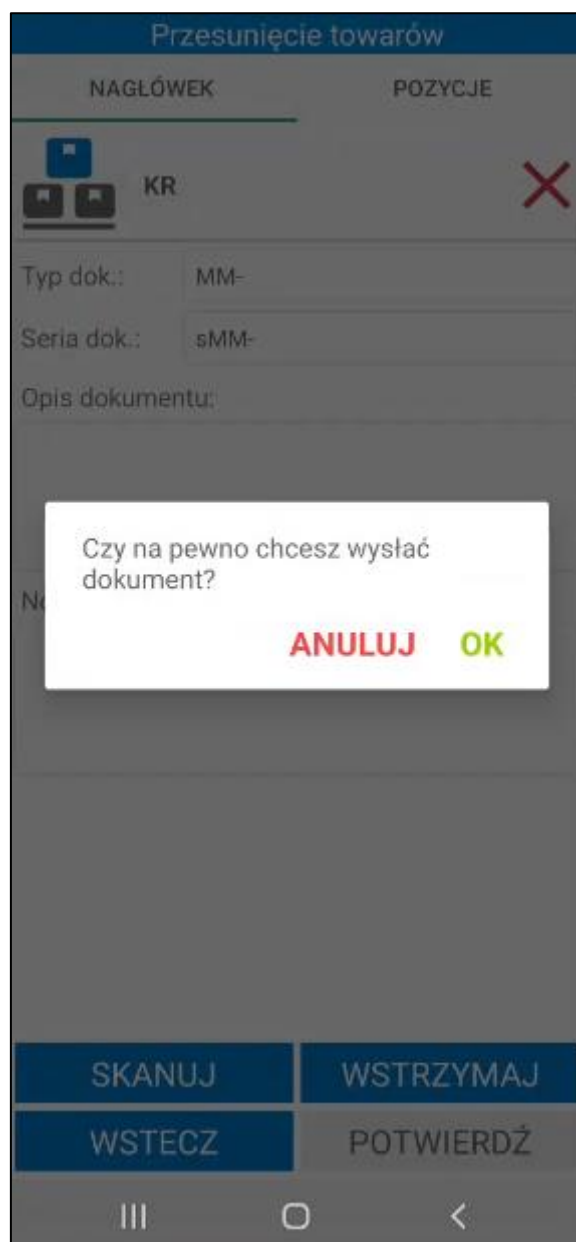 Przesunięcie towarów
NAGŁÓWEK POZYCJE
KR
Typ dok.: MM-
Seria dok.: sMM-
Opis dokumentu:
Czy na pewno chcesz wysłać
dokument?
ANULUJ OK
SKANUJ WSTRZYMAJ
WSTECZ POTWIERDŹ